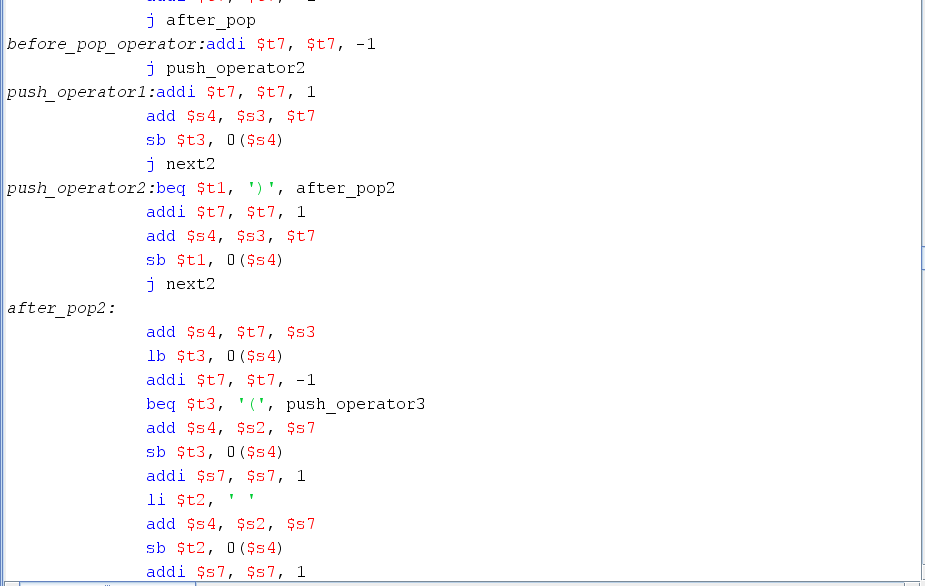 j after_pop
before_pop_operator:addi $t7, $t7, -1
j push_operator2
push_operator1:addi $t7, $t7, 1
add $s4, $s3, $t7
sb $t3, 0($s4)
j next2
push_operator2:beq $t1, ')', after_pop2
addi $t7, $t7, 1
add $s4, $s3, $t7
sb $t1, 0($s4)
j next2
after_pop2:
add $s4, $t7, $s3
lb $t3, 0($s4)
addi $t7, $t7, -1
beq $t3, '(', push_operator3
add $s4, $s2, $s7
sb $t3, 0($s4)
addi $s7, $s7, 1
li $t2, ' '
add $s4, $s2, $s7
sb $t2, 0($s4)
addi $s7, $s7, 1